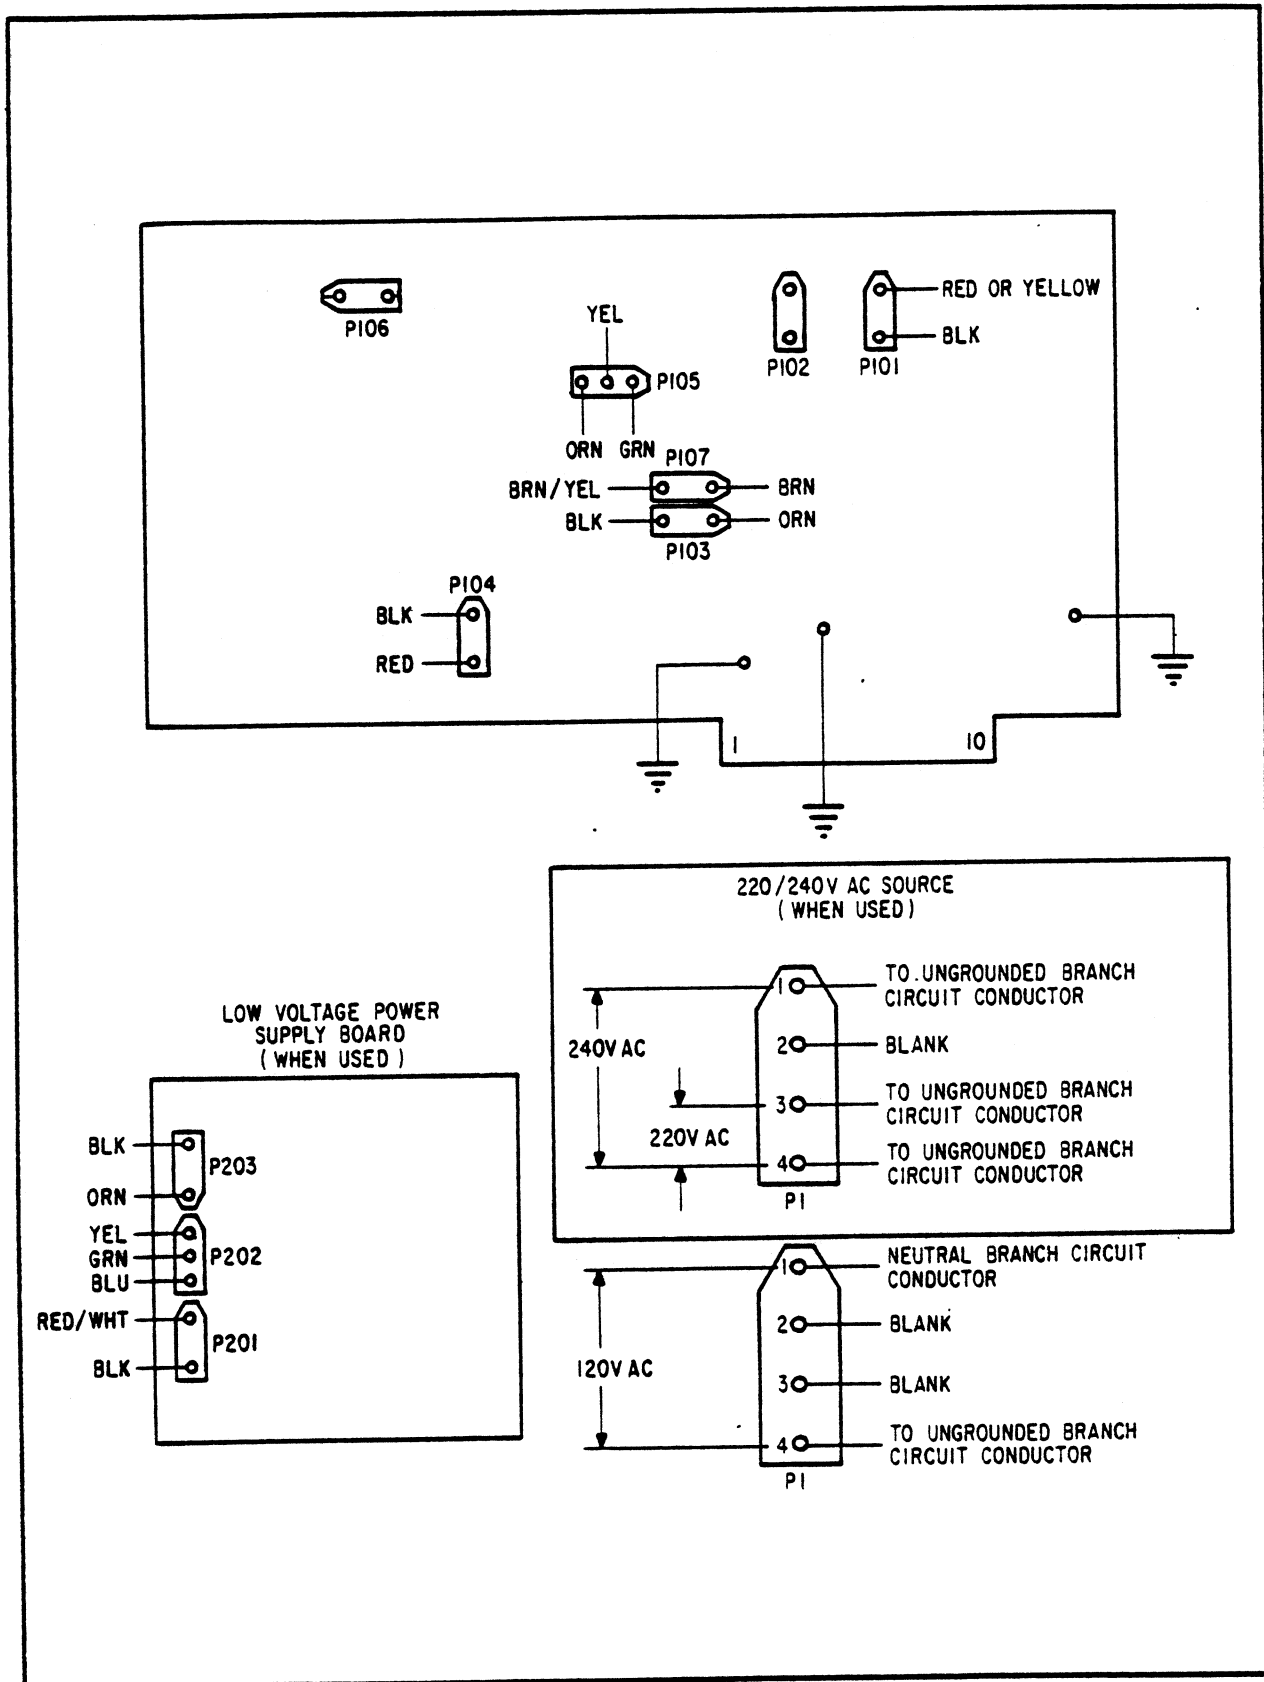 RED OR YELLOW
P106
YEL
BLK
P102
P101
P105
ORN
GRN
P107
BRN/YEL
BRN
BLK
ORN
P103
P104
BLK
RED
1
10
220/240V AC SOURCE
(WHEN USED)
1
TO UNGROUNDED BRANCH
CIRCUIT CONDUCTOR
240V AC
2
BLANK
3
TO UNGROUNDED BRANCH
CIRCUIT CONDUCTOR
220V AC
4
TO UNGROUNDED BRANCH
CIRCUIT CONDUCTOR
P1
LOW VOLTAGE POWER
SUPPLY BOARD
(WHEN USED)
BLK
P203
ORN
YEL
GRN
P202
BLU
RED/WHT
P201
BLK
1
NEUTRAL BRANCH CIRCUIT
CONDUCTOR
2
BLANK
120V AC
3
BLANK
4
TO UNGROUNDED BRANCH
CIRCUIT CONDUCTOR
P1